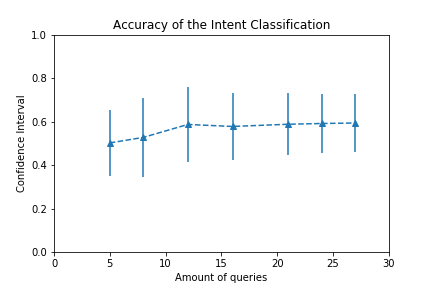 Accuracy of the Intent Classification
Confidence Interval
1.0
0.8
0.6
0.4
0.2
0.0
0 5 10 15 20 25 30
Amount of queries